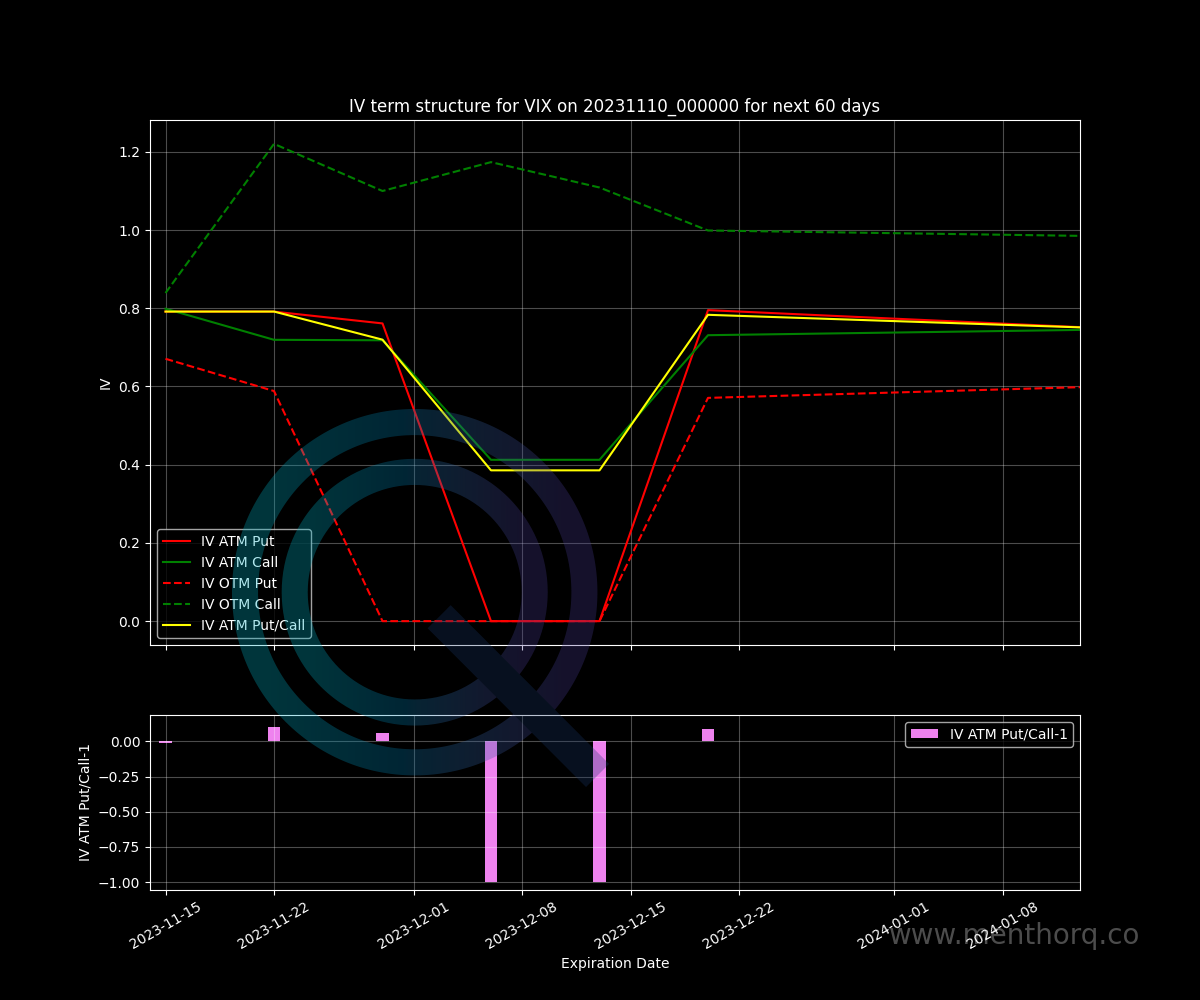 IV term structure for VIX on 20231110_000000 for next 60 days
1.2
1.0
0.8
0.6
0.4
0.2
0.0
IV
IV ATM Put
IV ATM Call
IV OTM Put
IV OTM Call
IV ATM Put/Call
0.00
−0.25
−0.50
−0.75
−1.00
IV ATM Put/Call-1
IV ATM Put/Call-1
2023-11-15
2023-11-22
2023-12-01
2023-12-08
2023-12-15
2023-12-22
2024-01-01
2024-01-08
www.menthorq.co
Expiration Date